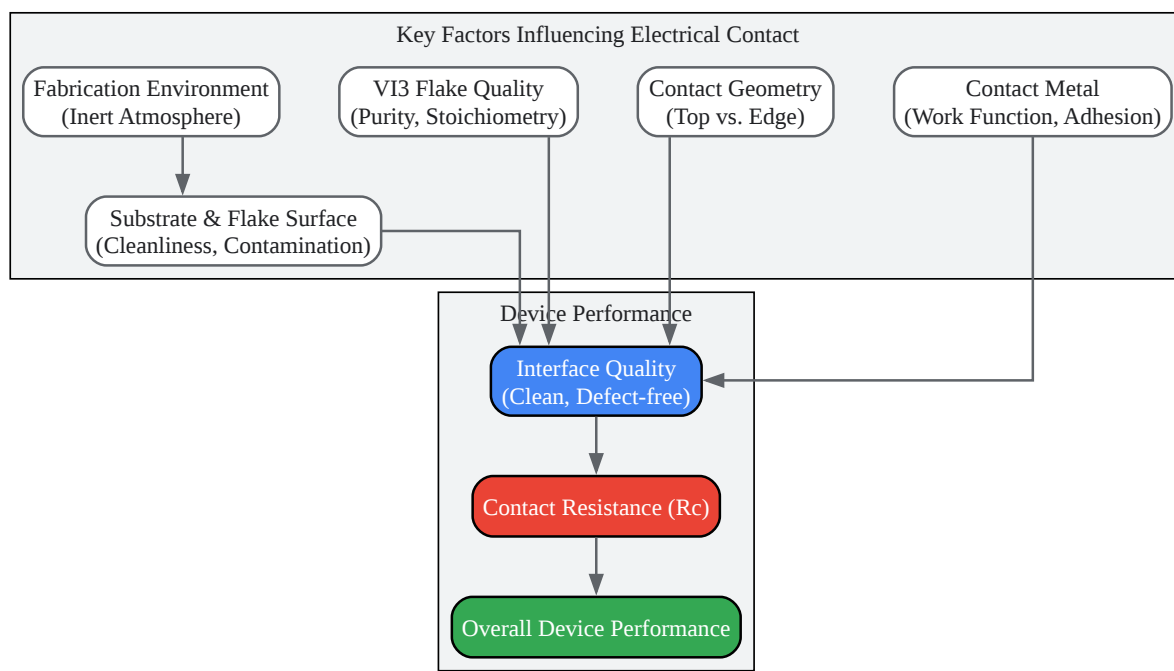 Key Factors Influencing Electrical Contact
Fabrication Environment
(Inert Atmosphere)
VI3 Flake Quality
(Purity, Stoichiometry)
Contact Geometry
(Top vs. Edge)
Contact Metal
(Work Function, Adhesion)
Substrate & Flake Surface
(Cleanliness, Contamination)
Device Performance
Interface Quality
(Clean, Defect-free)
Contact Resistance (Rc)
Overall Device Performance